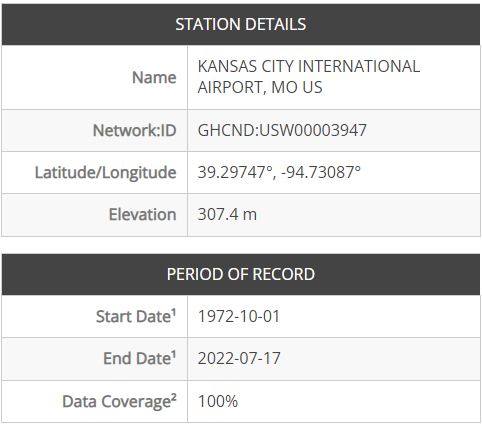 STATION DETAILS
Name KANSAS CITY INTERNATIONAL
AIRPORT, MO US
Network:ID GHCND:USW00003947
Latitude/Longitude 39.29747°, -94.73087°
Elevation 307.4 m
PERIOD OF RECORD
Start Date¹ 1972-10-01
End Date¹ 2022-07-17
Data Coverage² 100%